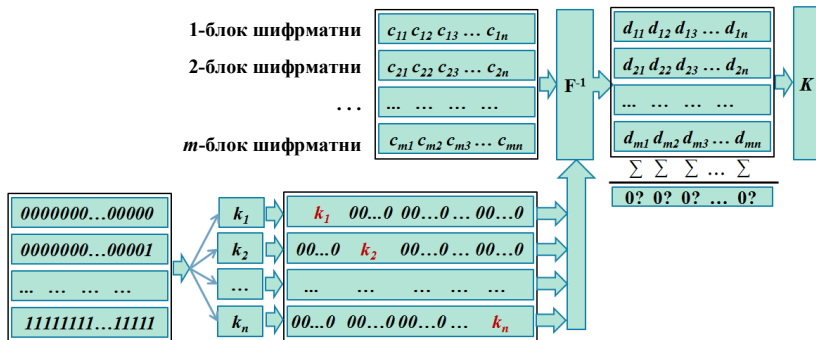 1-блок шифрматни
c11 c12 c13 … c1n
2-блок шифрматни
c21 c22 c23 … c2n
. . .
... … … …
m-блок шифрматни
cm1 cm2 cm3 … cmn
F-1
d11 d12 d13 … d1n
d21 d22 d23 … d2n
... … … …
dm1 dm2 dm3 … dmn
K
∑ ∑ ∑ … ∑
0? 0? 0? … 0?
0000000…00000
0000000…00001
... … … …
11111111…11111
k1
k2
…
kn
k1 00...0 00…0 … 00…0
00...0 k2 00…0 … 00…0
... … … … …
00...0 00…0 00…0 … kn